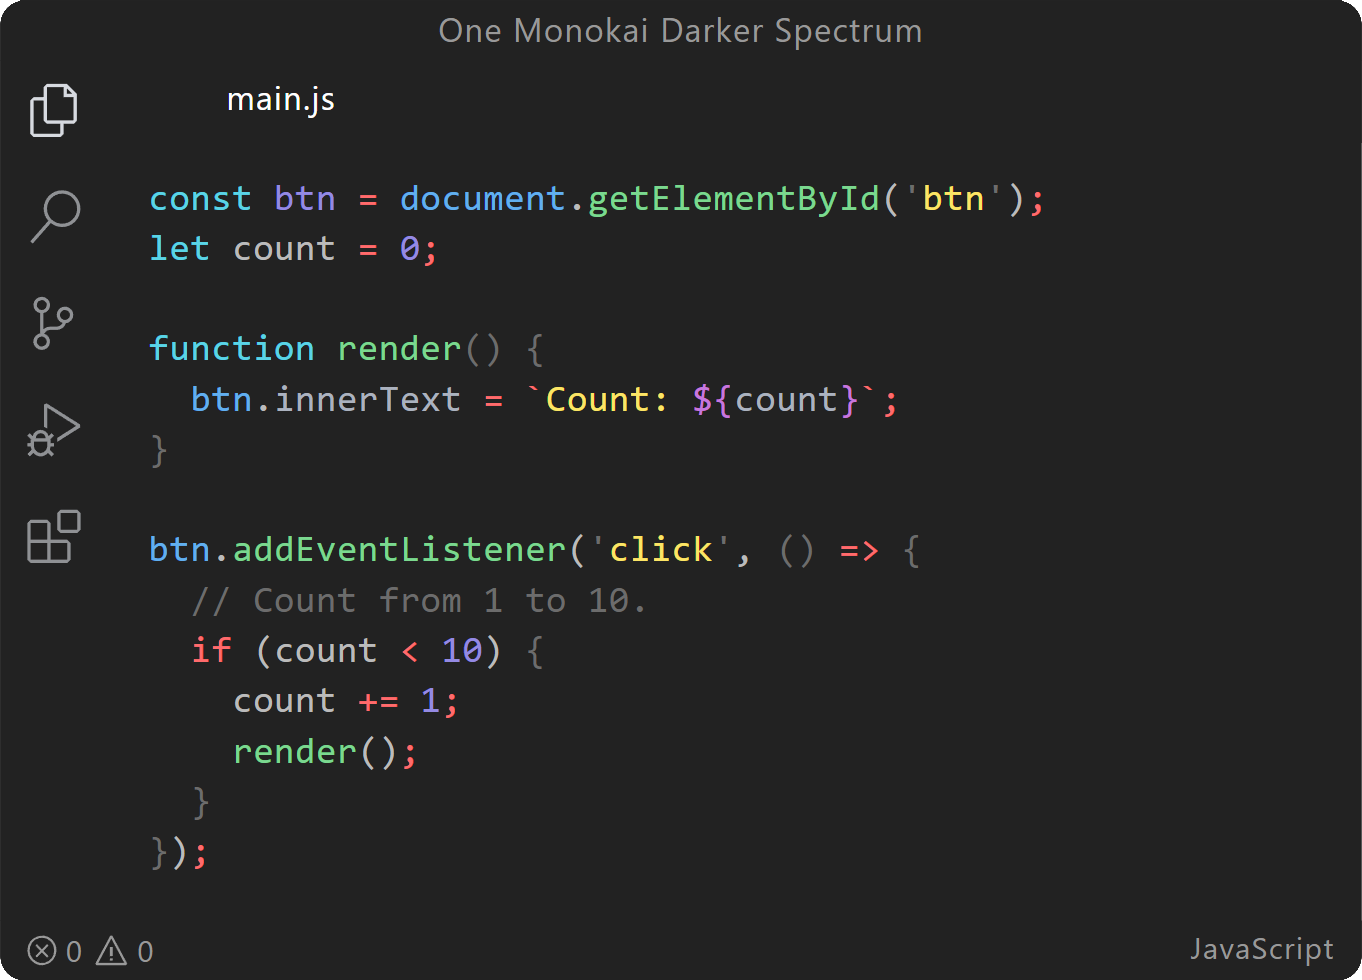 One Monokai Darker Spectrum
main.js
const btn = document.getElementById('btn');
let count = 0;
function render() {
  btn.innerText = `Count: ${count}`;
}
btn.addEventListener('click', () => {
  // Count from 1 to 10.
  if (count < 10) {
    count += 1;
    render();
  }
});
0 0 JavaScript